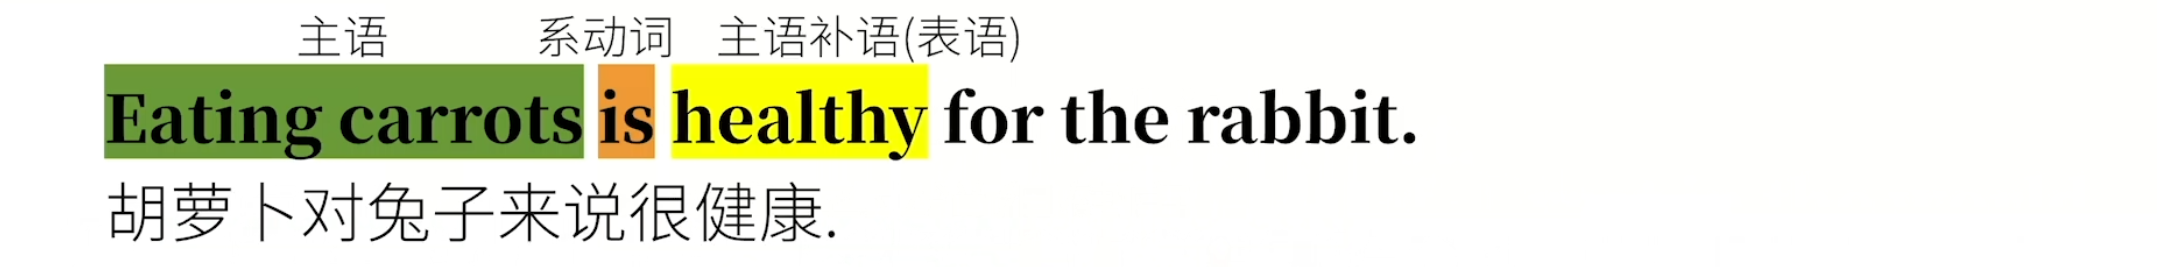 主语 系动词 主语补语(表语)
Eating carrots is healthy for the rabbit.
胡萝卜对兔子来说很健康.